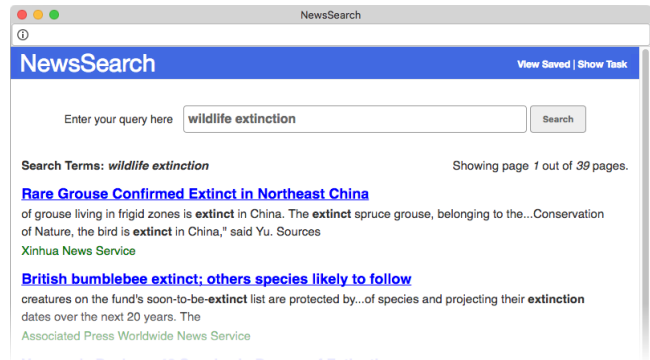 NewsSearch
NewsSearch
View Saved | Show Task
Enter your query here wildlife extinction Search
Search Terms: wildlife extinction Showing page 1 out of 39 pages.
Rare Grouse Confirmed Extinct in Northeast China
of grouse living in frigid zones is extinct in China. The extinct spruce grouse, belonging to the...Conservation
of Nature, the bird is extinct in China," said Yu. Sources
Xinhua News Service
British bumblebee extinct; others species likely to follow
creatures on the fund's soon-to-be-extinct list are protected by...of species and projecting their extinction
dates over the next 20 years. The
Associated Press Worldwide News Service